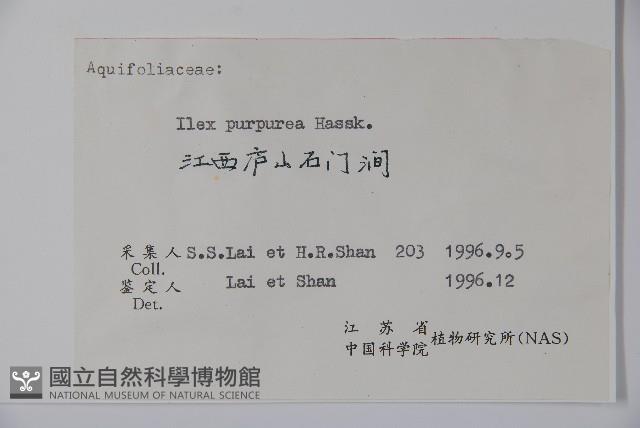 Aquifoliaceae:
Ilex purpurea Hassk.
江西庐山石门涧
采集人 S.S.Lai et H.R.Shan 203 1996.9.5
Coll.
鉴定人 Lai et Shan 1996.12
Det.
江苏省
中国科学院 植物研究所(NAS)
國立自然科學博物館
NATIONAL MUSEUM OF NATURAL SCIENCE